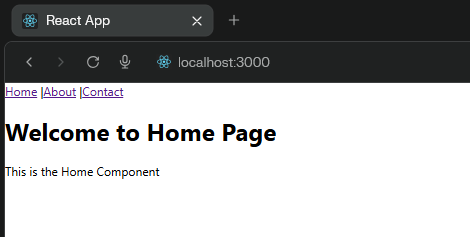 React App
localhost:3000
Home |About |Contact
Welcome to Home Page
This is the Home Component